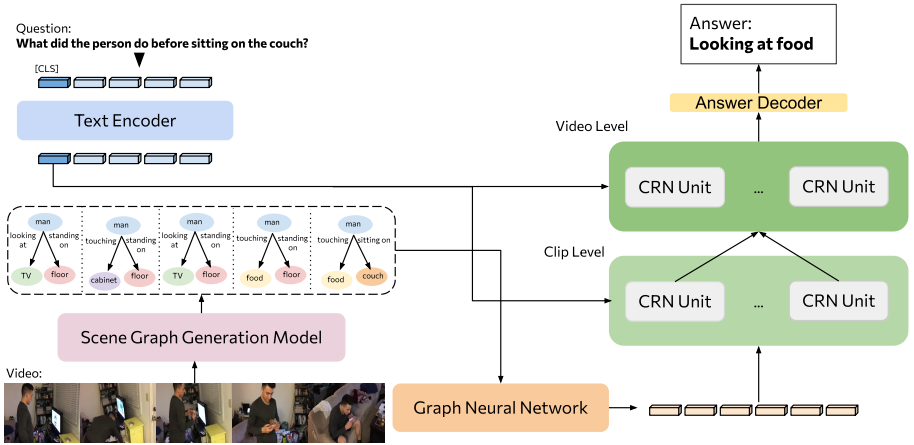 Question:
What did the person do before sitting on the couch?
[CLS]
Text Encoder
man
looking at
standing on
TV
floor
man
touching
standing on
cabinet
floor
man
looking at
standing on
TV
floor
man
touching
standing on
food
floor
man
touching
sitting on
food
couch
Scene Graph Generation Model
Video:
Graph Neural Network
Clip Level
CRN Unit
...
CRN Unit
Video Level
CRN Unit
...
CRN Unit
Answer Decoder
Answer:
Looking at food